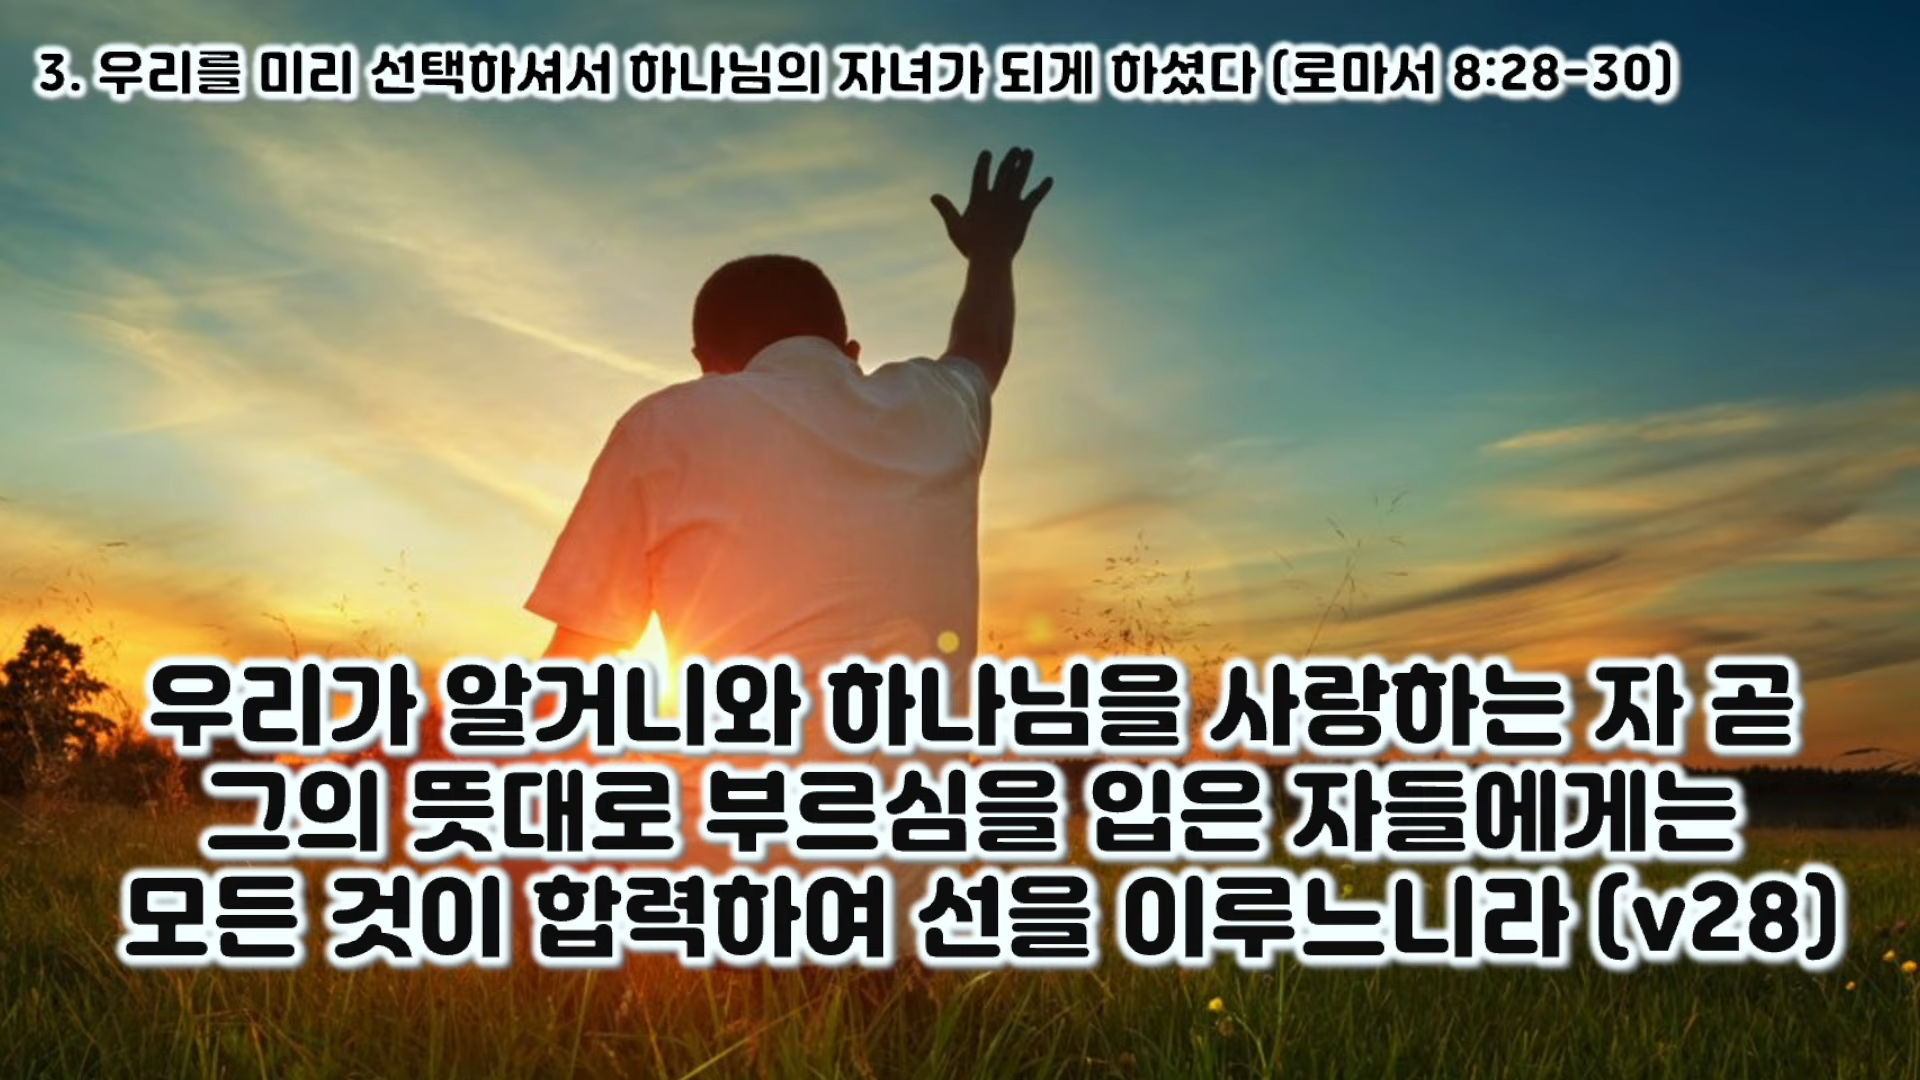 3. 우리를 미리 선택하셔서 하나님의 자녀가 되게 하셨다 (로마서 8:28-30)
우리가 알거니와 하나님을 사랑하는 자 곧
그의 뜻대로 부르심을 입은 자들에게는
모든 것이 합력하여 선을 이루느니라 (v28)